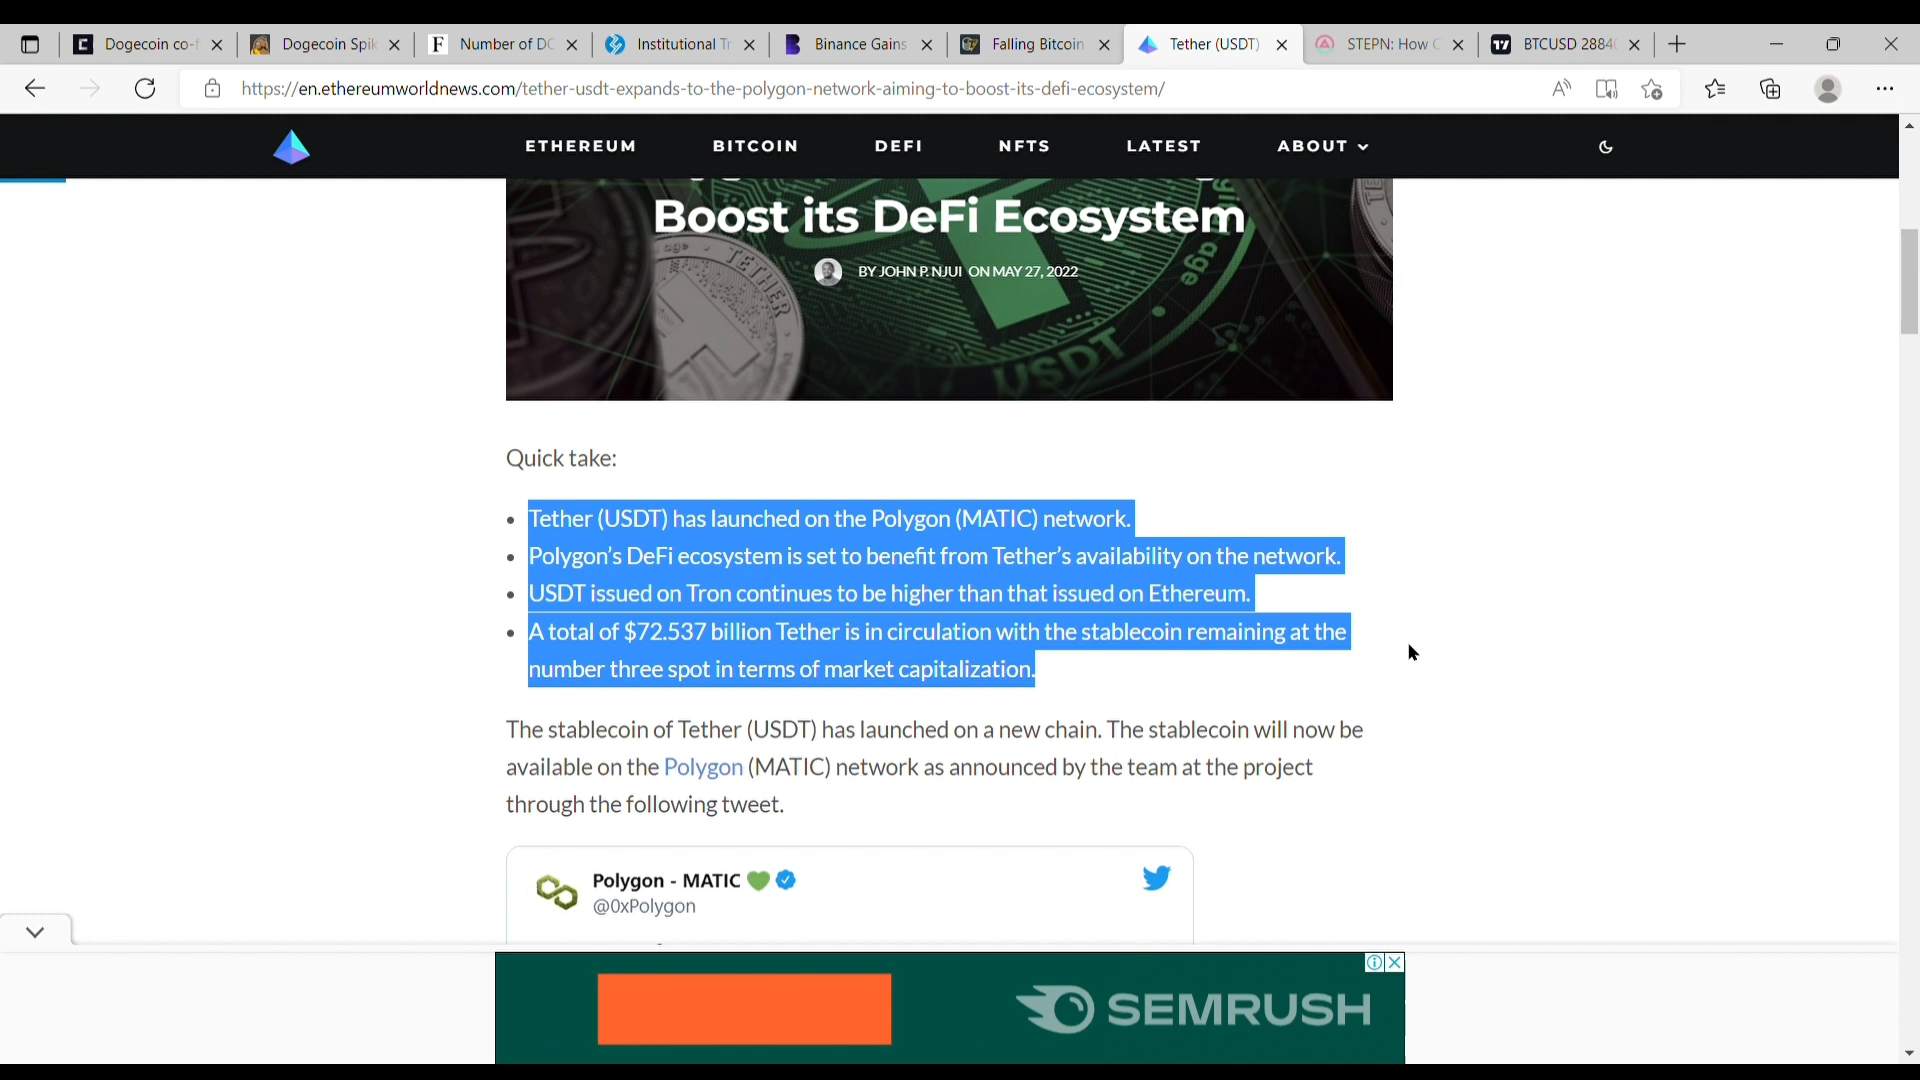 Dogecoin co-f
Dogecoin Spik
Number of DO
Institutional Tr
Binance Gains
Falling Bitcoin
Tether (USDT)
STEPN: How C
BTCUSD 2884
https://en.ethereumworldnews.com/tether-usdt-expands-to-the-polygon-network-aiming-to-boost-its-defi-ecosystem/
ETHEREUM
BITCOIN
DEFI
NFTS
LATEST
ABOUT
Boost its DeFi Ecosystem
BY JOHN P. NJUI ON MAY 27, 2022
TETHER
USDT
Quick take:
• Tether (USDT) has launched on the Polygon (MATIC) network.
• Polygon’s DeFi ecosystem is set to benefit from Tether’s availability on the network.
• USDT issued on Tron continues to be higher than that issued on Ethereum.
• A total of $72.537 billion Tether is in circulation with the stablecoin remaining at the
number three spot in terms of market capitalization.
The stablecoin of Tether (USDT) has launched on a new chain. The stablecoin will now be
available on the Polygon (MATIC) network as announced by the team at the project
through the following tweet.
Polygon - MATIC
@0xPolygon
SEMRUSH